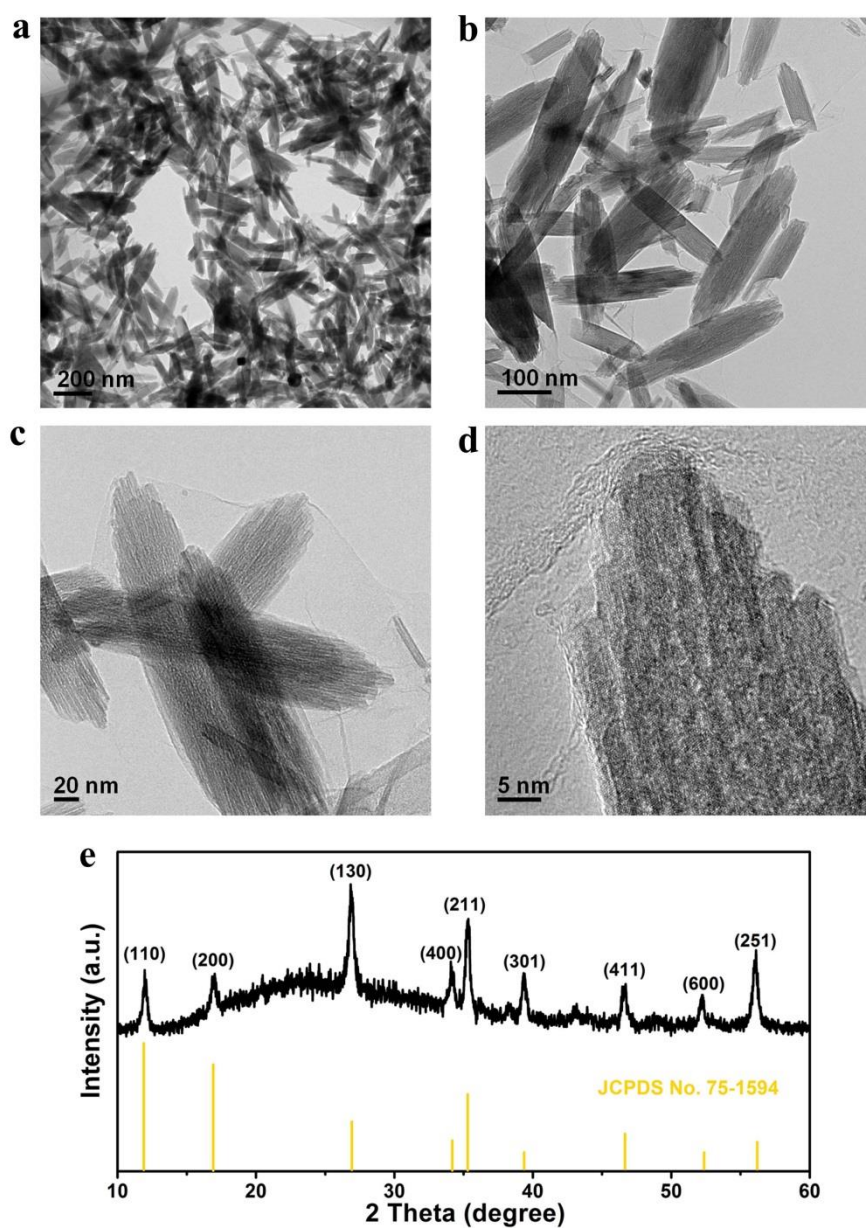 a
b
200 nm
100 nm
c
d
20 nm
5 nm
e
(130)
(211)
(110)
(200)
(400)
(301)
(411)
(600)
(251)
Intensity (a.u.)
JCPDS No. 75-1594
10
20
30
40
50
60
2 Theta (degree)